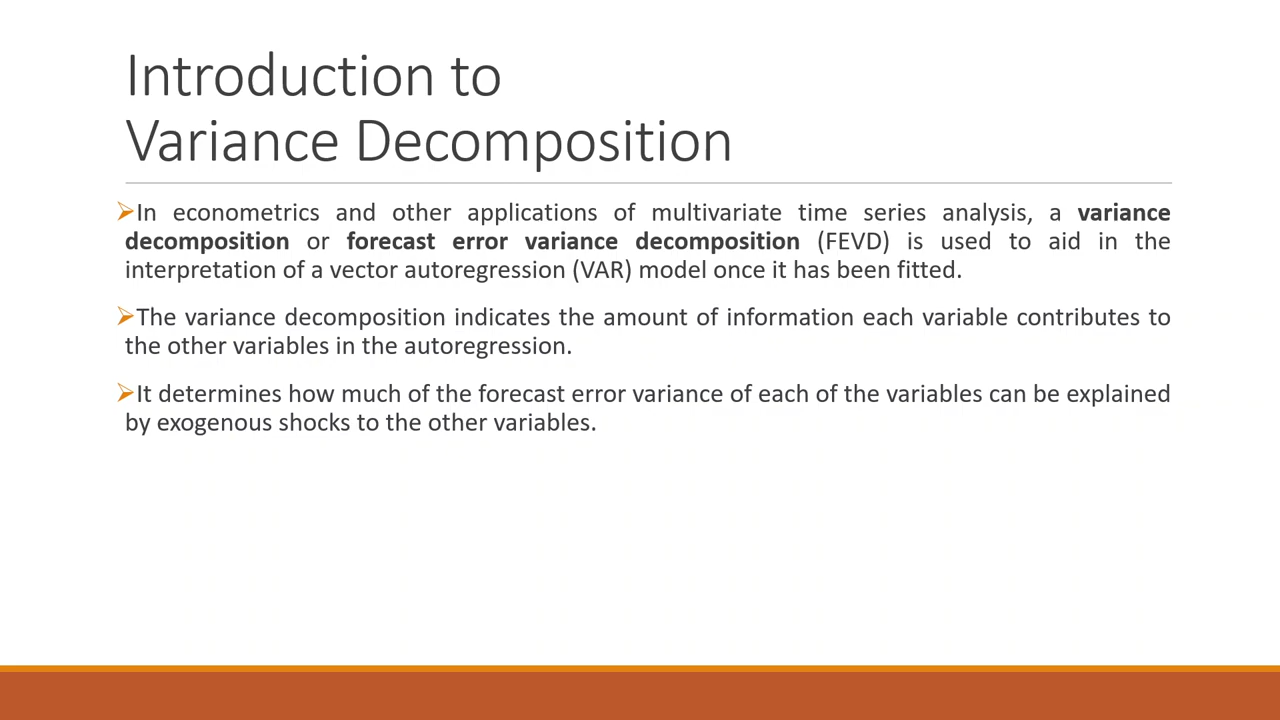 Introduction to
Variance Decomposition
➢In econometrics and other applications of multivariate time series analysis, a variance
decomposition or forecast error variance decomposition (FEVD) is used to aid in the
interpretation of a vector autoregression (VAR) model once it has been fitted.
➢The variance decomposition indicates the amount of information each variable contributes to
the other variables in the autoregression.
➢It determines how much of the forecast error variance of each of the variables can be explained
by exogenous shocks to the other variables.